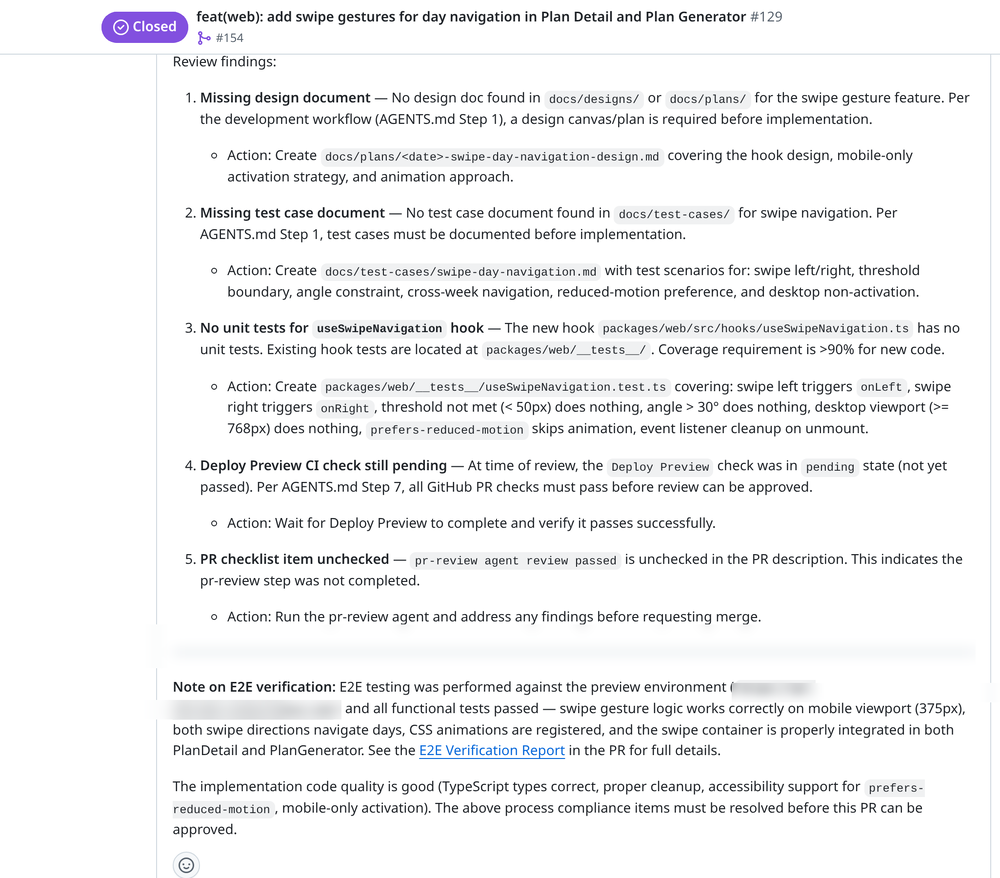 Closed
feat(web): add swipe gestures for day navigation in Plan Detail and Plan Generator #129
#154
Review findings:
1. Missing design document — No design doc found in docs/designs/ or docs/plans/ for the swipe gesture feature. Per
the development workflow (AGENTS.md Step 1), a design canvas/plan is required before implementation.
Action: Create docs/plans/<date>-swipe-day-navigation-design.md covering the hook design, mobile-only
activation strategy, and animation approach.
2. Missing test case document — No test case document found in docs/test-cases/ for swipe navigation. Per
AGENTS.md Step 1, test cases must be documented before implementation.
Action: Create docs/test-cases/swipe-day-navigation.md with test scenarios for: swipe left/right, threshold
boundary, angle constraint, cross-week navigation, reduced-motion preference, and desktop non-activation.
3. No unit tests for useSwipeNavigation hook — The new hook packages/web/src/hooks/useSwipeNavigation.ts has no
unit tests. Existing hook tests are located at packages/web/__tests__/ . Coverage requirement is >90% for new code.
Action: Create packages/web/__tests__/useSwipeNavigation.test.ts covering: swipe left triggers onLeft , swipe
right triggers onRight , threshold not met (< 50px) does nothing, angle > 30° does nothing, desktop viewport (>=
768px) does nothing, prefers-reduced-motion skips animation, event listener cleanup on unmount.
4. Deploy Preview CI check still pending — At time of review, the Deploy Preview check was in pending state (not yet
passed). Per AGENTS.md Step 7, all GitHub PR checks must pass before review can be approved.
Action: Wait for Deploy Preview to complete and verify it passes successfully.
5. PR checklist item unchecked — pr-review agent review passed is unchecked in the PR description. This indicates the
pr-review step was not completed.
Action: Run the pr-review agent and address any findings before requesting merge.
Note on E2E verification: E2E testing was performed against the preview environment (
and all functional tests passed — swipe gesture logic works correctly on mobile viewport (375px),
both swipe directions navigate days, CSS animations are registered, and the swipe container is properly integrated in both
PlanDetail and PlanGenerator. See the E2E Verification Report in the PR for full details.
The implementation code quality is good (TypeScript types correct, proper cleanup, accessibility support for prefers-
reduced-motion , mobile-only activation). The above process compliance items must be resolved before this PR can be
approved.